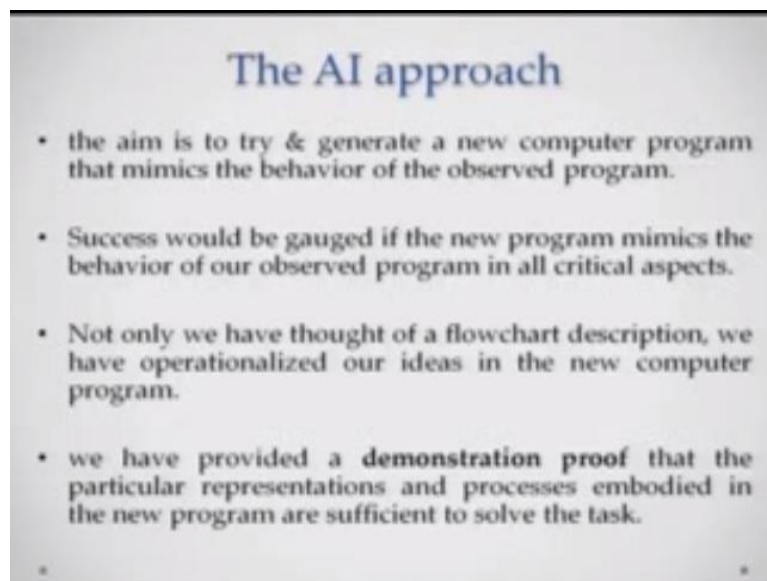 The AI approach
• the aim is to try & generate a new computer program
that mimics the behavior of the observed program.
• Success would be gauged if the new program mimics the
behavior of our observed program in all critical aspects.
• Not only we have thought of a flowchart description, we
have operationalized our ideas in the new computer
program.
• we have provided a demonstration proof that the
particular representations and processes embodied in
the new program are sufficient to solve the task.